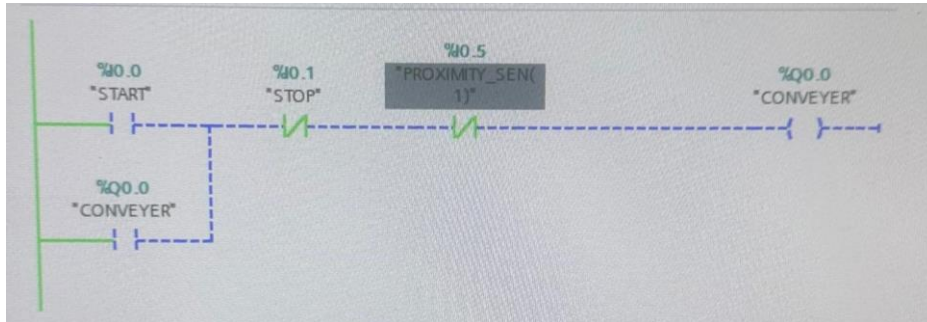 %I0.0
"START"
%I0.1
"STOP"
%I0.5
"PROXIMITY_SEN(
1)"
%Q0.0
"CONVEYER"
%Q0.0
"CONVEYER"